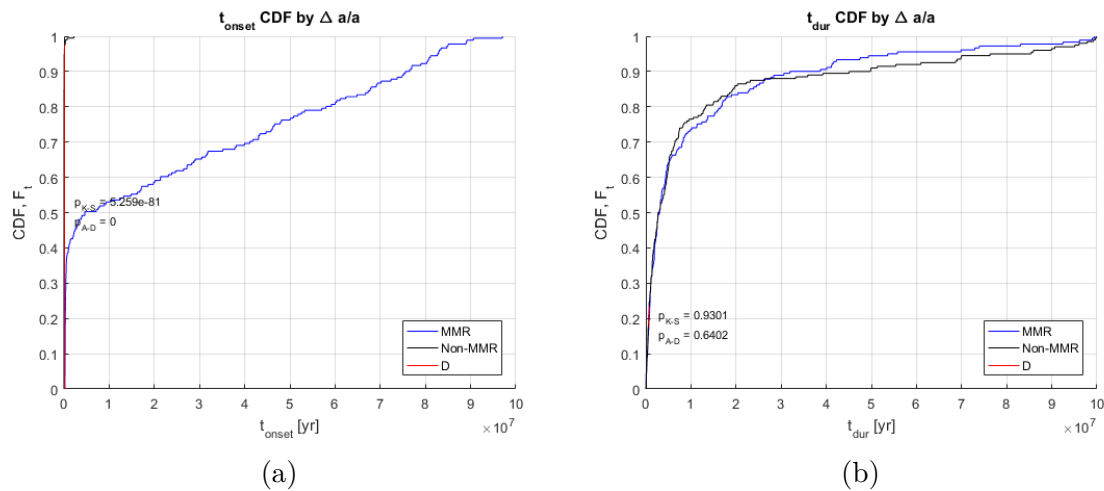 t_onset CDF by Δ a/a
CDF, F_t
1
0.9
0.8
0.7
0.6
0.5
0.4
0.3
0.2
0.1
0
p_K-S = 5.259e-81
p_A-D = 0
MMR
Non-MMR
D
0 1 2 3 4 5 6 7 8 9 10
t_onset [yr]
×10^7
(a)
t_dur CDF by Δ a/a
CDF, F_t
1
0.9
0.8
0.7
0.6
0.5
0.4
0.3
0.2
0.1
0
p_K-S = 0.9301
p_A-D = 0.6402
MMR
Non-MMR
D
0 1 2 3 4 5 6 7 8 9 10
t_dur [yr]
×10^7
(b)